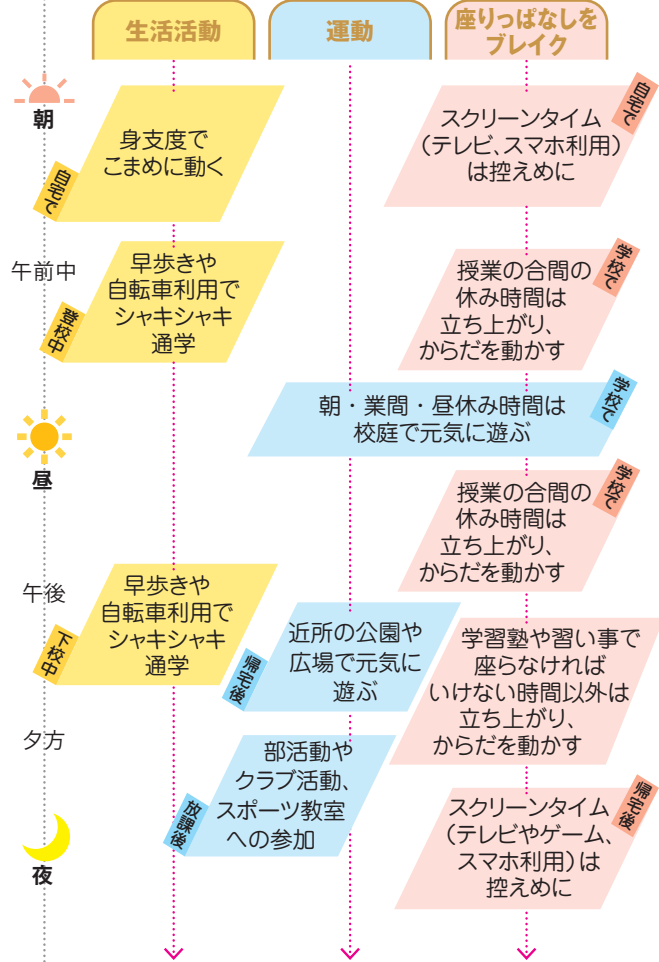 生活活動
運動
座りっぱなしを
ブレイク
朝
身支度で
こまめに動く
自宅で
スクリーンタイム
(テレビ、スマホ利用)
は控えめに
自宅で
午前中
早歩きや
自転車利用で
シャキシャキ
通学
登校中
授業の合間の
休み時間は
立ち上がり、
からだを動かす
学校で
朝・業間・昼休み時間は
校庭で元気に遊ぶ
学校で
昼
授業の合間の
休み時間は
立ち上がり、
からだを動かす
学校で
午後
早歩きや
自転車利用で
シャキシャキ
通学
下校中
近所の公園や
広場で元気に
遊ぶ
帰宅後
学習塾や習い事で
座らなければ
いけない時間以外は
立ち上がり、
からだを動かす
夕方
部活動や
クラブ活動、
スポーツ教室
への参加
放課後
スクリーンタイム
(テレビやゲーム、
スマホ利用)は
控えめに
帰宅後
夜